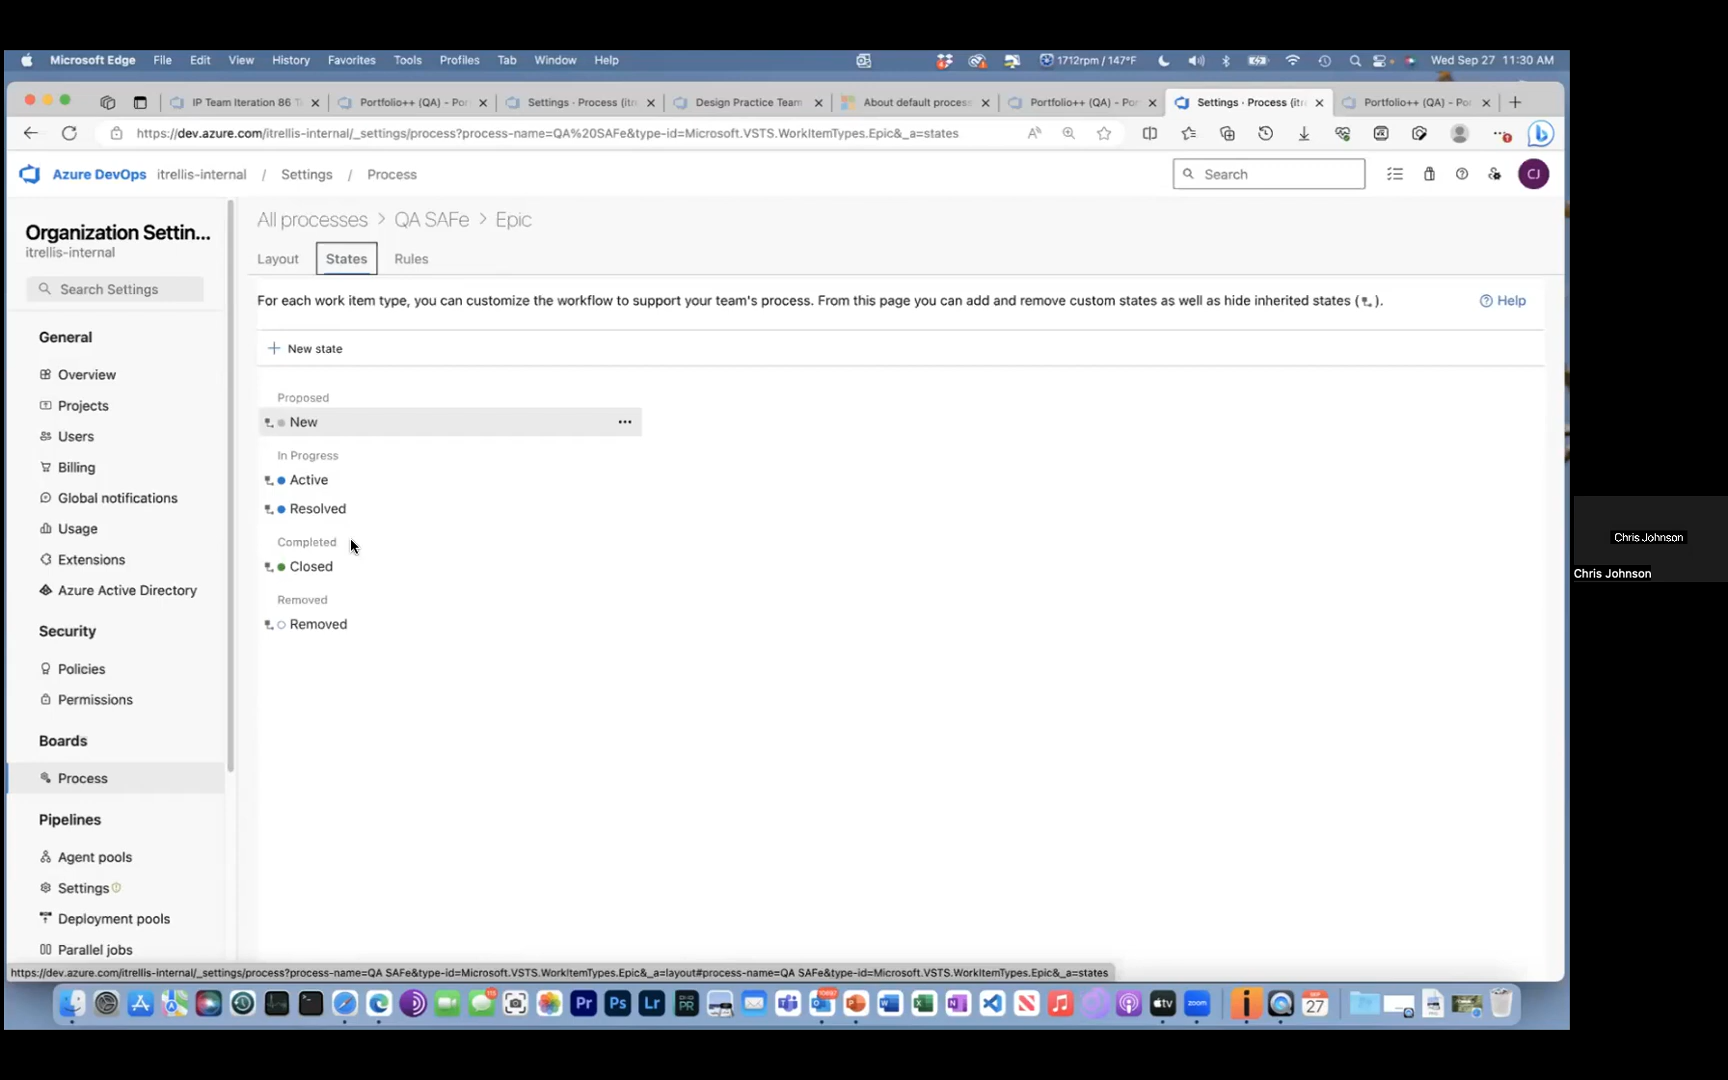 Microsoft Edge File Edit View History Favorites Tools Tab Window Help 1712rpm / 147°F Wed Sep 27 11:30 AM
IP Team Iteration 86 T Portfolio++ (QA) - Por Settings · Process (itr Design Practice Team About default process Portfolio++ (QA) - Po Settings · Process (itr Portfolio++ (QA) - Po
https://dev.azure.com/itrellis-internal/_settings/process?process-name=QA%20SAFe&type-id=Microsoft.VSTS.WorkItemTypes.Epic&_a=states
Azure DevOps itrellis-internal / Settings / Process Search CJ
Organization Settin...
itrellis-internal
Search Settings
General
Overview
Projects
Users
Billing
Global notifications
Usage
Extensions
Azure Active Directory
Security
Policies
Permissions
Boards
Process
Pipelines
Agent pools
Settings
Deployment pools
Parallel jobs
All processes > QA SAFe > Epic
Layout States Rules
For each work item type, you can customize the workflow to support your team's process. From this page you can add and remove custom states as well as hide inherited states ( ).
Help
New state
Proposed
New
In Progress
Active
Resolved
Completed
Closed
Removed
Removed
https://dev.azure.com/itrellis-internal/_settings/process?process-name=QA SAFe&type-id=Microsoft.VSTS.WorkItemTypes.Epic&_a=layout#process-name=QA SAFe&type-id=Microsoft.VSTS.WorkItemTypes.Epic&_a=states
Pr Ps Lr PR tv zoom 27
Chris Johnson
Chris Johnson